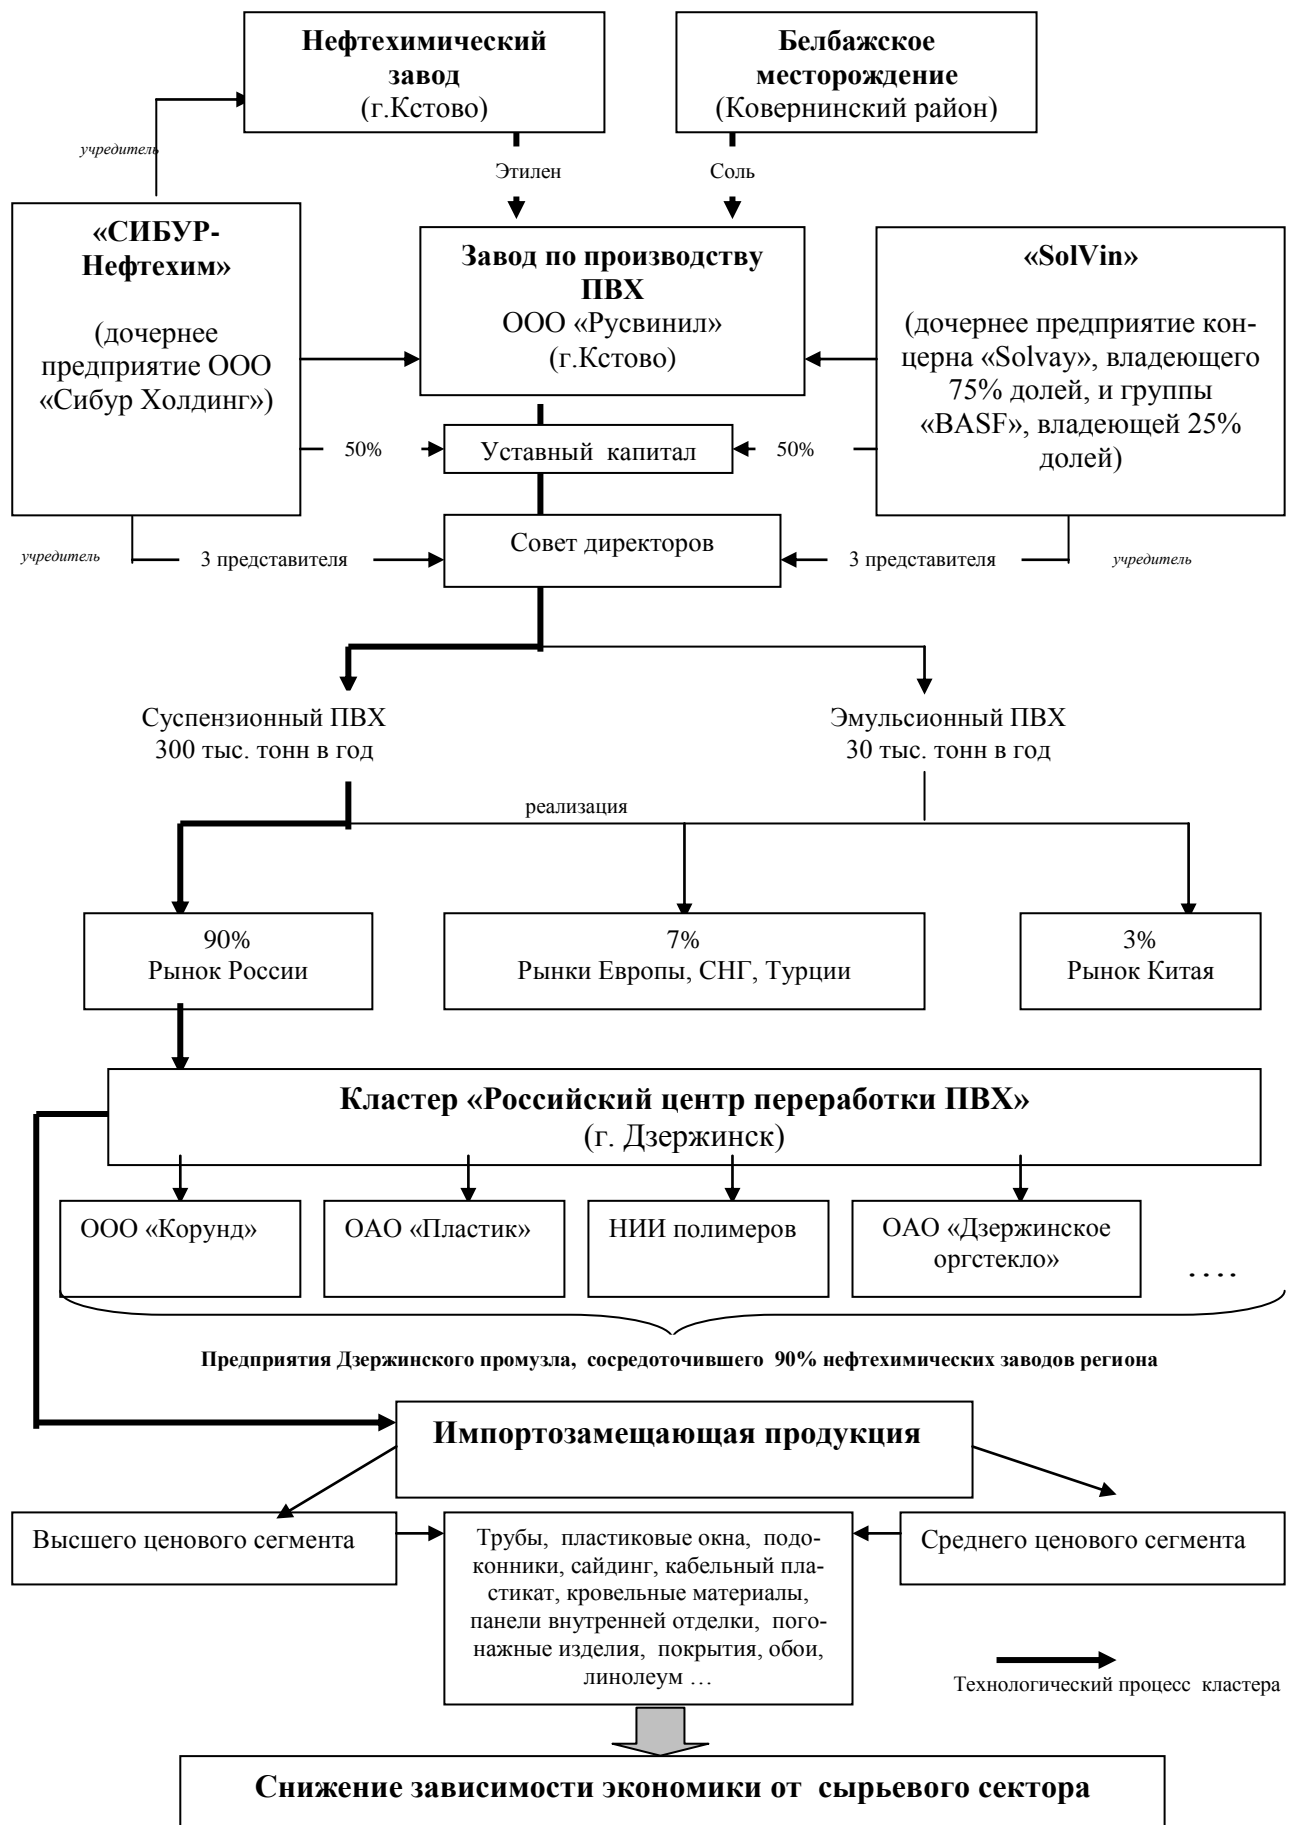 Нефтехимический
завод
(г.Кстово)
Белбажское
месторождение
(Ковернинский район)
учредитель
Этилен
Соль
«СИБУР-
Нефтехим»
(дочернее
предприятие ООО
«Сибур Холдинг»)
Завод по производству
ПВХ
ООО «Русвинил»
(г.Кстово)
«SolVin»
(дочернее предприятие кон-
церна «Solvay», владеющего
75% долей, и группы
«BASF», владеющей 25%
долей)
50%
Уставный капитал
50%
учредитель
3 представителя
Совет директоров
3 представителя
учредитель
Суспензионный ПВХ
300 тыс. тонн в год
Эмульсионный ПВХ
30 тыс. тонн в год
реализация
90%
Рынок России
7%
Рынки Европы, СНГ, Турции
3%
Рынок Китая
Кластер «Российский центр переработки ПВХ»
(г. Дзержинск)
ООО «Корунд»
ОАО «Пластик»
НИИ полимеров
ОАО «Дзержинское
оргстекло»
....
Предприятия Дзержинского промузла, сосредоточившего 90% нефтехимических заводов региона
Импортозамещающая продукция
Высшего ценового сегмента
Трубы, пластиковые окна, подо-
конники, сайдинг, кабельный пла-
стикат, кровельные материалы,
панели внутренней отделки, пого-
нажные изделия, покрытия, обои,
линолеум …
Среднего ценового сегмента
Технологический процесс кластера
Снижение зависимости экономики от сырьевого сектора